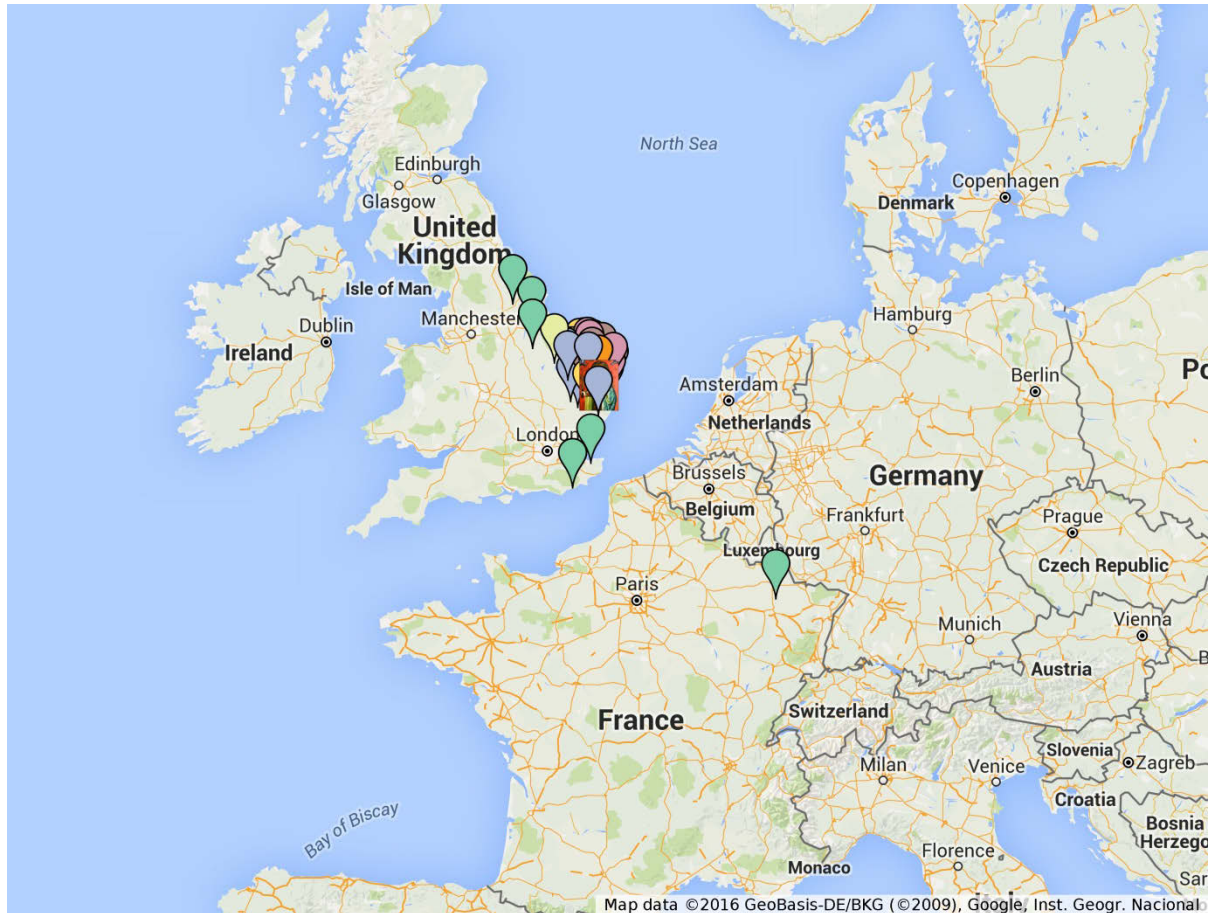 North Sea
Edinburgh
Glasgow
Copenhagen
Denmark
United
Kingdom
Isle of Man
Hamburg
Manchester
Dublin
Ireland
Berlin
Po
Amsterdam
Netherlands
London
Brussels
Belgium
Germany
Frankfurt
Prague
Czech Republic
Luxembourg
Paris
Munich
Vienna
Austria
B
France
Switzerland
Slovenia
Zagreb
Milan
Venice
Croatia
Bay of Biscay
Bosnia
Herzego
Monaco
Florence
Sar
Map data ©2016 GeoBasis-DE/BKG (©2009), Google, Inst. Geogr. Nacional